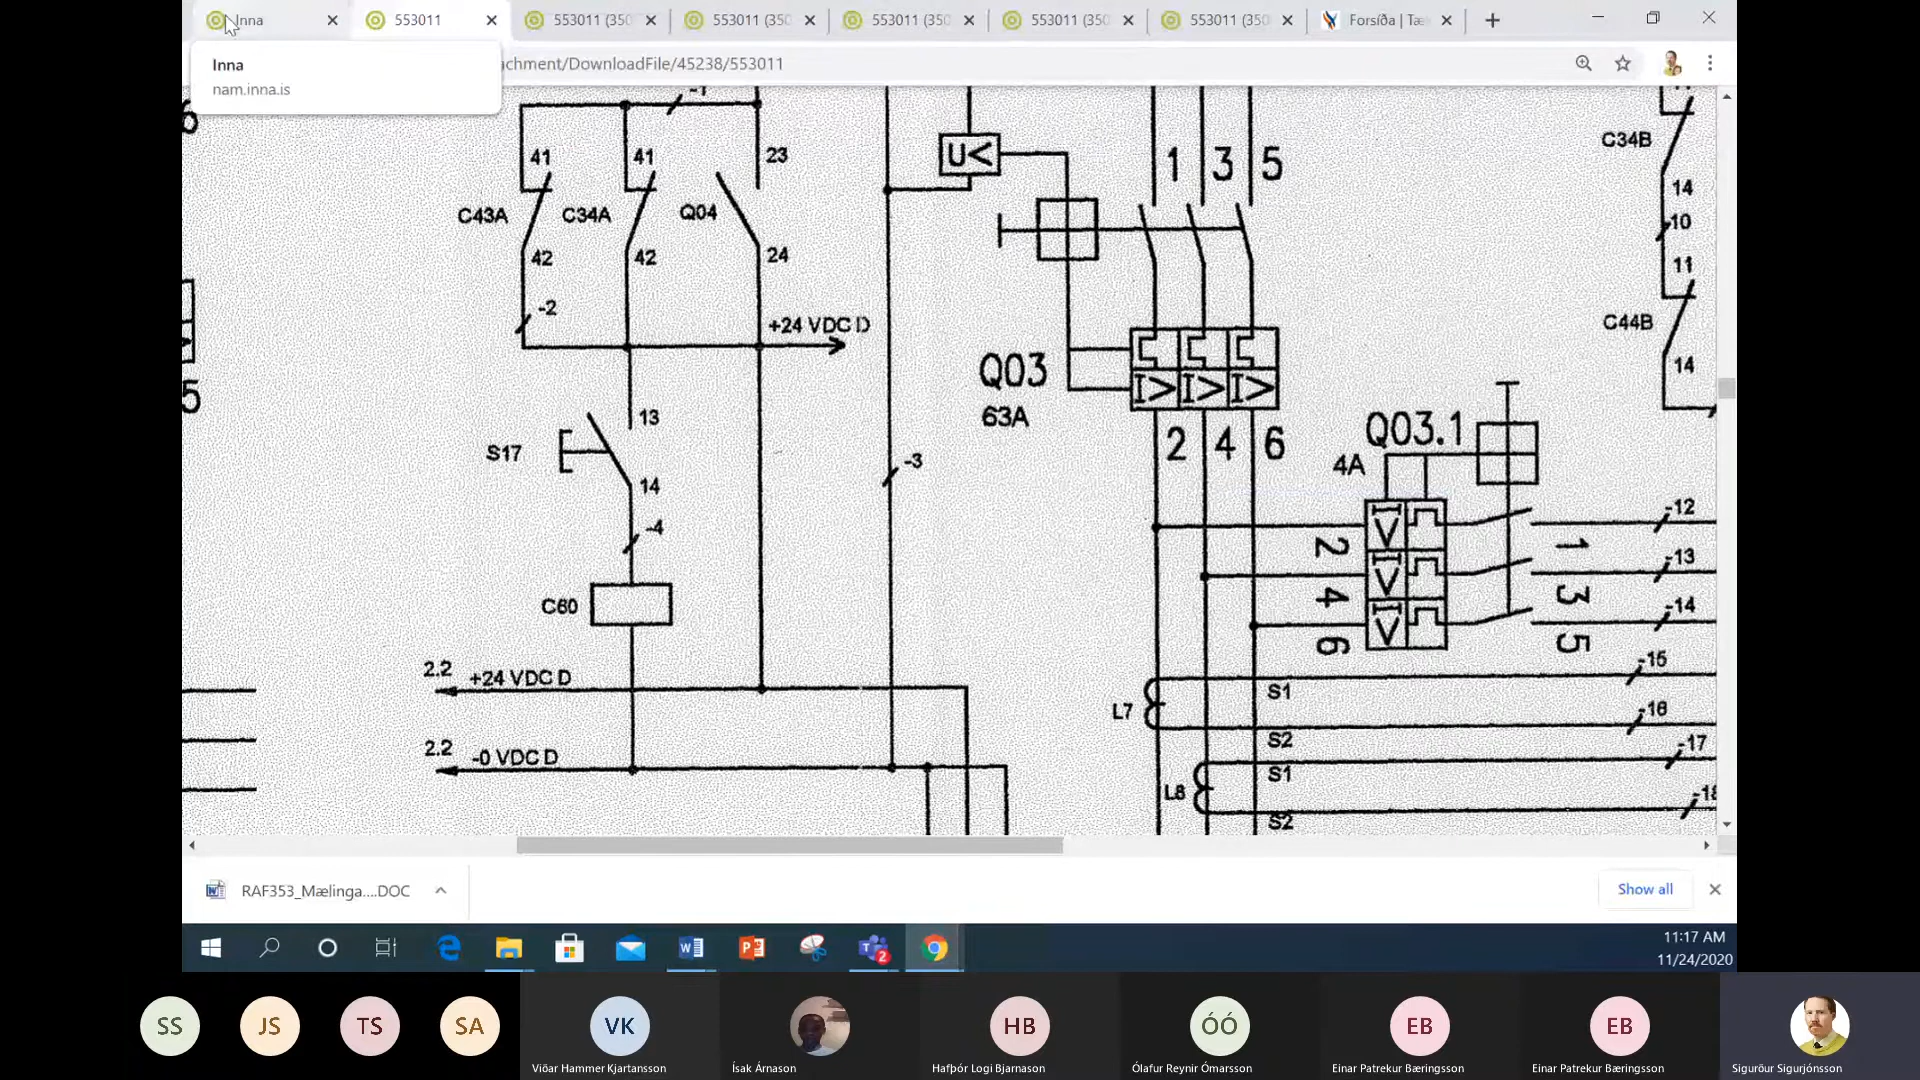 Inna
553011
553011 (350
553011 (350
553011 (350
553011 (350
553011 (350
Forsíða | Tæ
Inna
nam.inna.is
achment/DownloadFile/45238/553011
6
-1
41
41
23
C43A
C34A
Q04
42
42
24
-2
+24 VDC D
13
S17
14
-4
C60
2.2
+24 VDC D
2.2
-0 VDC D
5
U<
1
3
5
Q03
63A
I>
I>
I>
2
4
6
-3
Q03.1
4A
I>
I>
I>
2
4
6
1
3
5
-12
-13
-14
-15
-16
-17
-18
L7
S1
S2
L8
S1
S2
C34B
14
10
11
C44B
14
RAF353_Mælinga....DOC
Show all
2
11:17 AM
11/24/2020
SS
JS
TS
SA
VK
HB
ÓÓ
EB
EB
Viðar Hammer Kjartansson
Ísak Árnason
Hafþór Logi Bjarnason
Ólafur Reynir Ómarsson
Einar Patrekur Bæringsson
Einar Patrekur Bæringsson
Sigurður Sigurjónsson